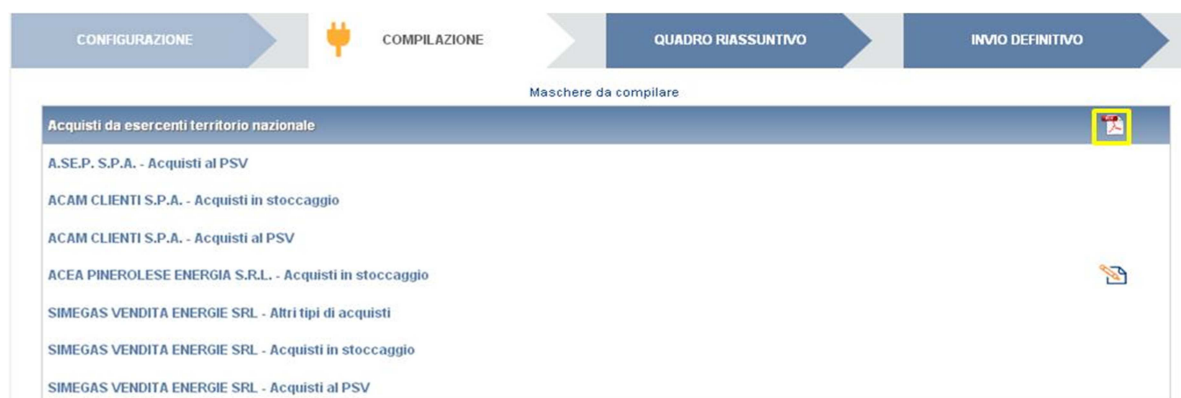 CONFIGURAZIONE
COMPILAZIONE
QUADRO RIASSUNTIVO
INVIO DEFINITIVO
Maschere da compilare
Acquisti da esercenti territorio nazionale
A.SE.P. S.P.A. - Acquisti al PSV
ACAM CLIENTI S.P.A. - Acquisti in stoccaggio
ACAM CLIENTI S.P.A. - Acquisti al PSV
ACEA PINEROLESE ENERGIA S.R.L. - Acquisti in stoccaggio
SIMEGAS VENDITA ENERGIE SRL - Altri tipi di acquisti
SIMEGAS VENDITA ENERGIE SRL - Acquisti in stoccaggio
SIMEGAS VENDITA ENERGIE SRL - Acquisti al PSV